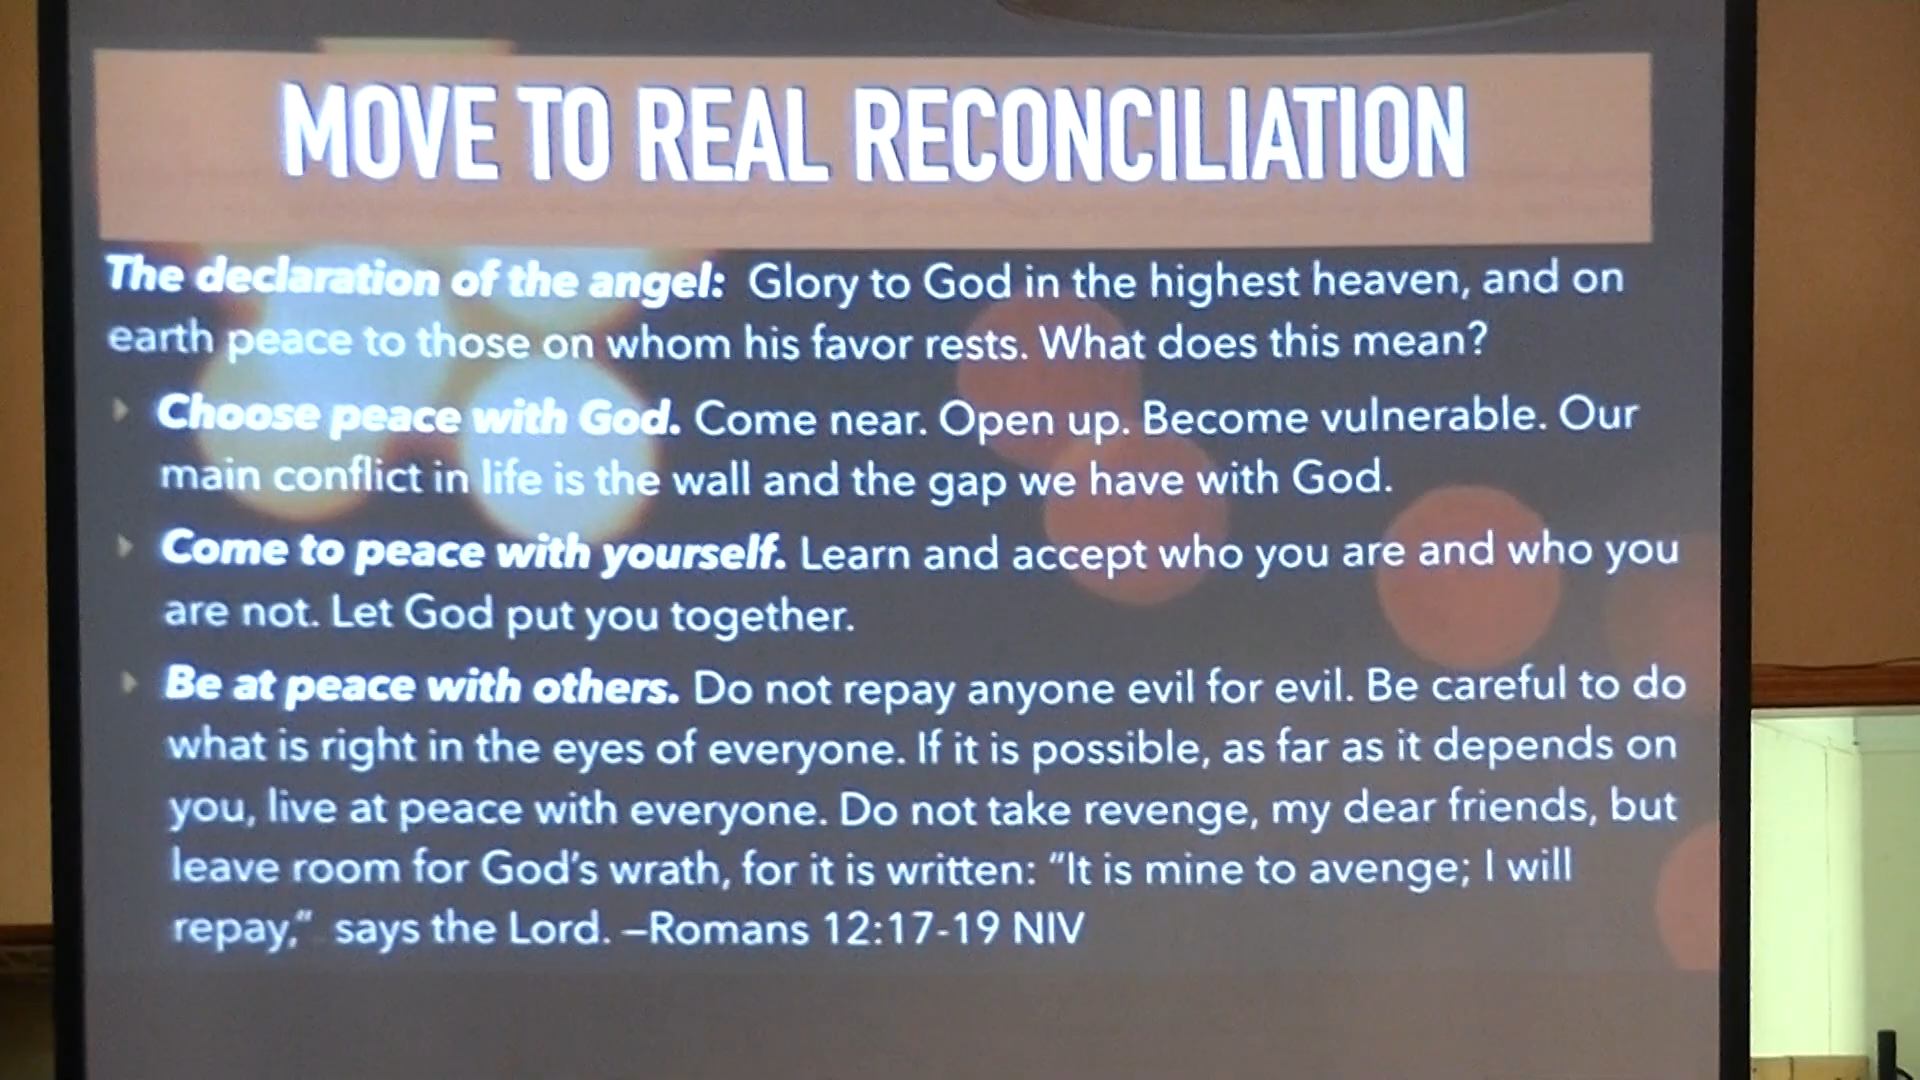 MOVE TO REAL RECONCILIATION
The declaration of the angel: Glory to God in the highest heaven, and on
earth peace to those on whom his favor rests. What does this mean?
Choose peace with God. Come near. Open up. Become vulnerable. Our
main conflict in life is the wall and the gap we have with God.
Come to peace with yourself. Learn and accept who you are and who you
are not. Let God put you together.
Be at peace with others. Do not repay anyone evil for evil. Be careful to do
what is right in the eyes of everyone. If it is possible, as far as it depends on
you, live at peace with everyone. Do not take revenge, my dear friends, but
leave room for God’s wrath, for it is written: “It is mine to avenge; I will
repay,” says the Lord. –Romans 12:17-19 NIV